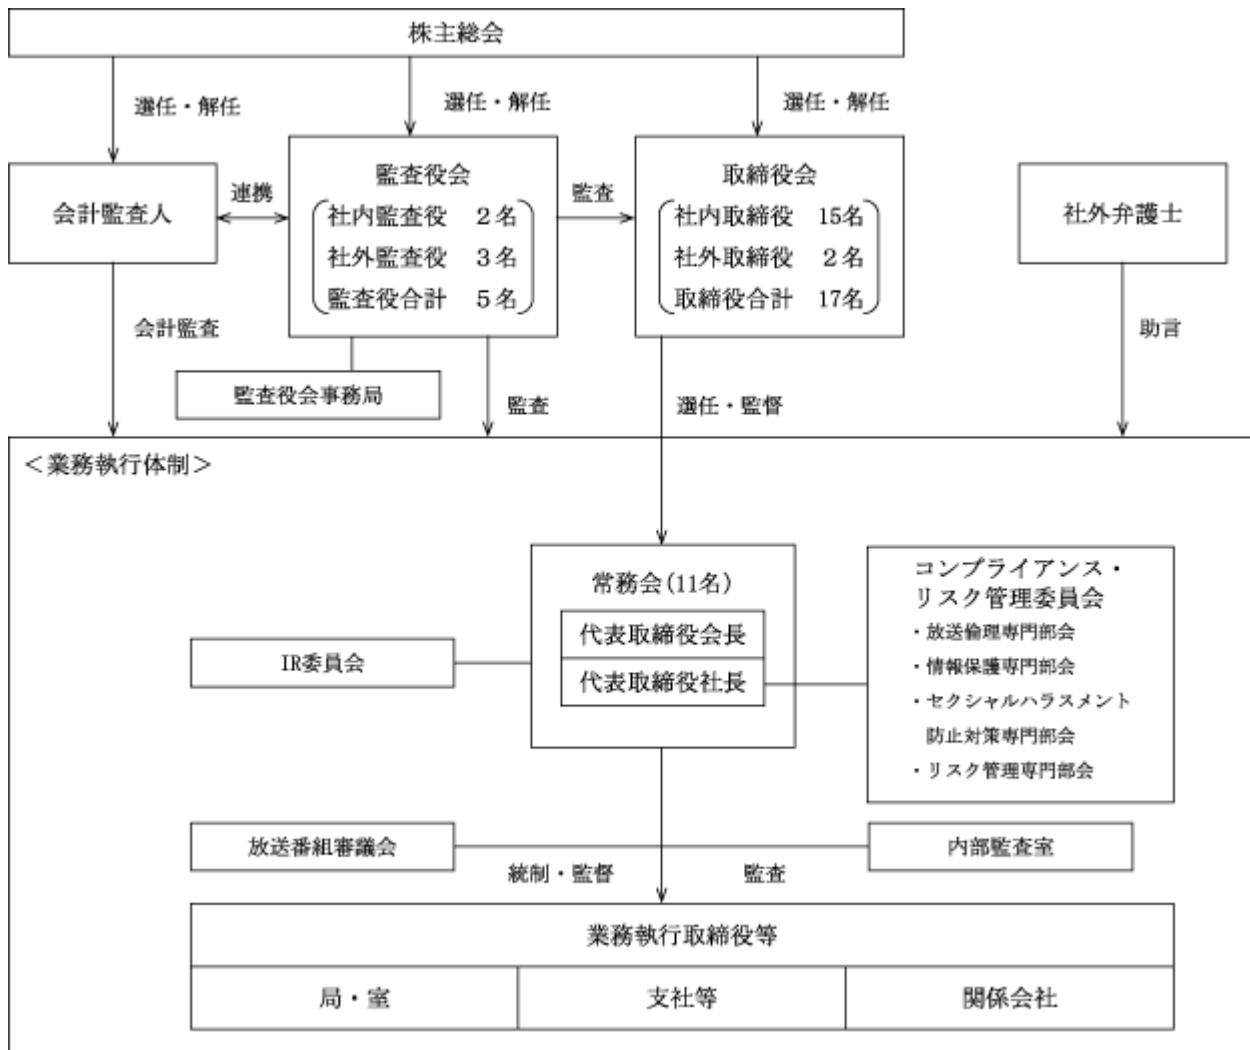 株主総会
選任・解任
選任・解任
選任・解任
会計監査人
連携
監査役会
社内監査役 2名
社外監査役 3名
監査役合計 5名
監査
取締役会
社内取締役 15名
社外取締役 2名
取締役合計 17名
社外弁護士
会計監査
監査役会事務局
監査
選任・監督
助言
＜業務執行体制＞
常務会(11名)
代表取締役会長
代表取締役社長
IR委員会
コンプライアンス・
リスク管理委員会
・放送倫理専門部会
・情報保護専門部会
・セクシャルハラスメント
防止対策専門部会
・リスク管理専門部会
放送番組審議会
内部監査室
統制・監督
監査
業務執行取締役等
局・室
支社等
関係会社